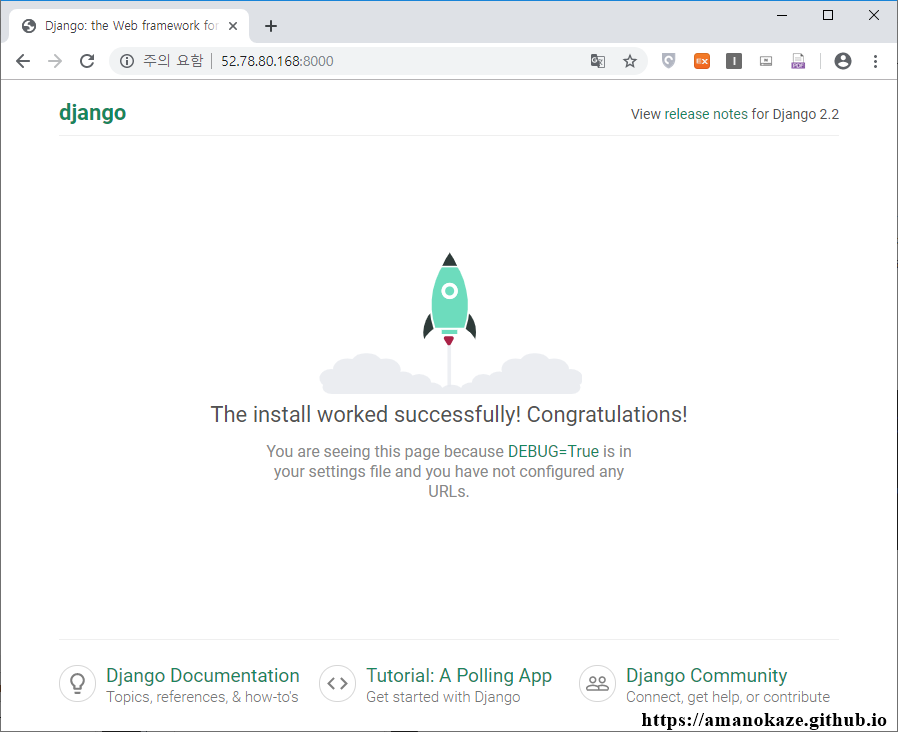 Django: the Web framework for
주의 요함 | 52.78.80.168:8000
django
View release notes for Django 2.2
The install worked successfully! Congratulations!
You are seeing this page because DEBUG=True is in
your settings file and you have not configured any
URLs.
Django Documentation
Topics, references, & how-to's
Tutorial: A Polling App
Get started with Django
Django Community
Connect, get help, or contribute
https://amanokaze.github.io